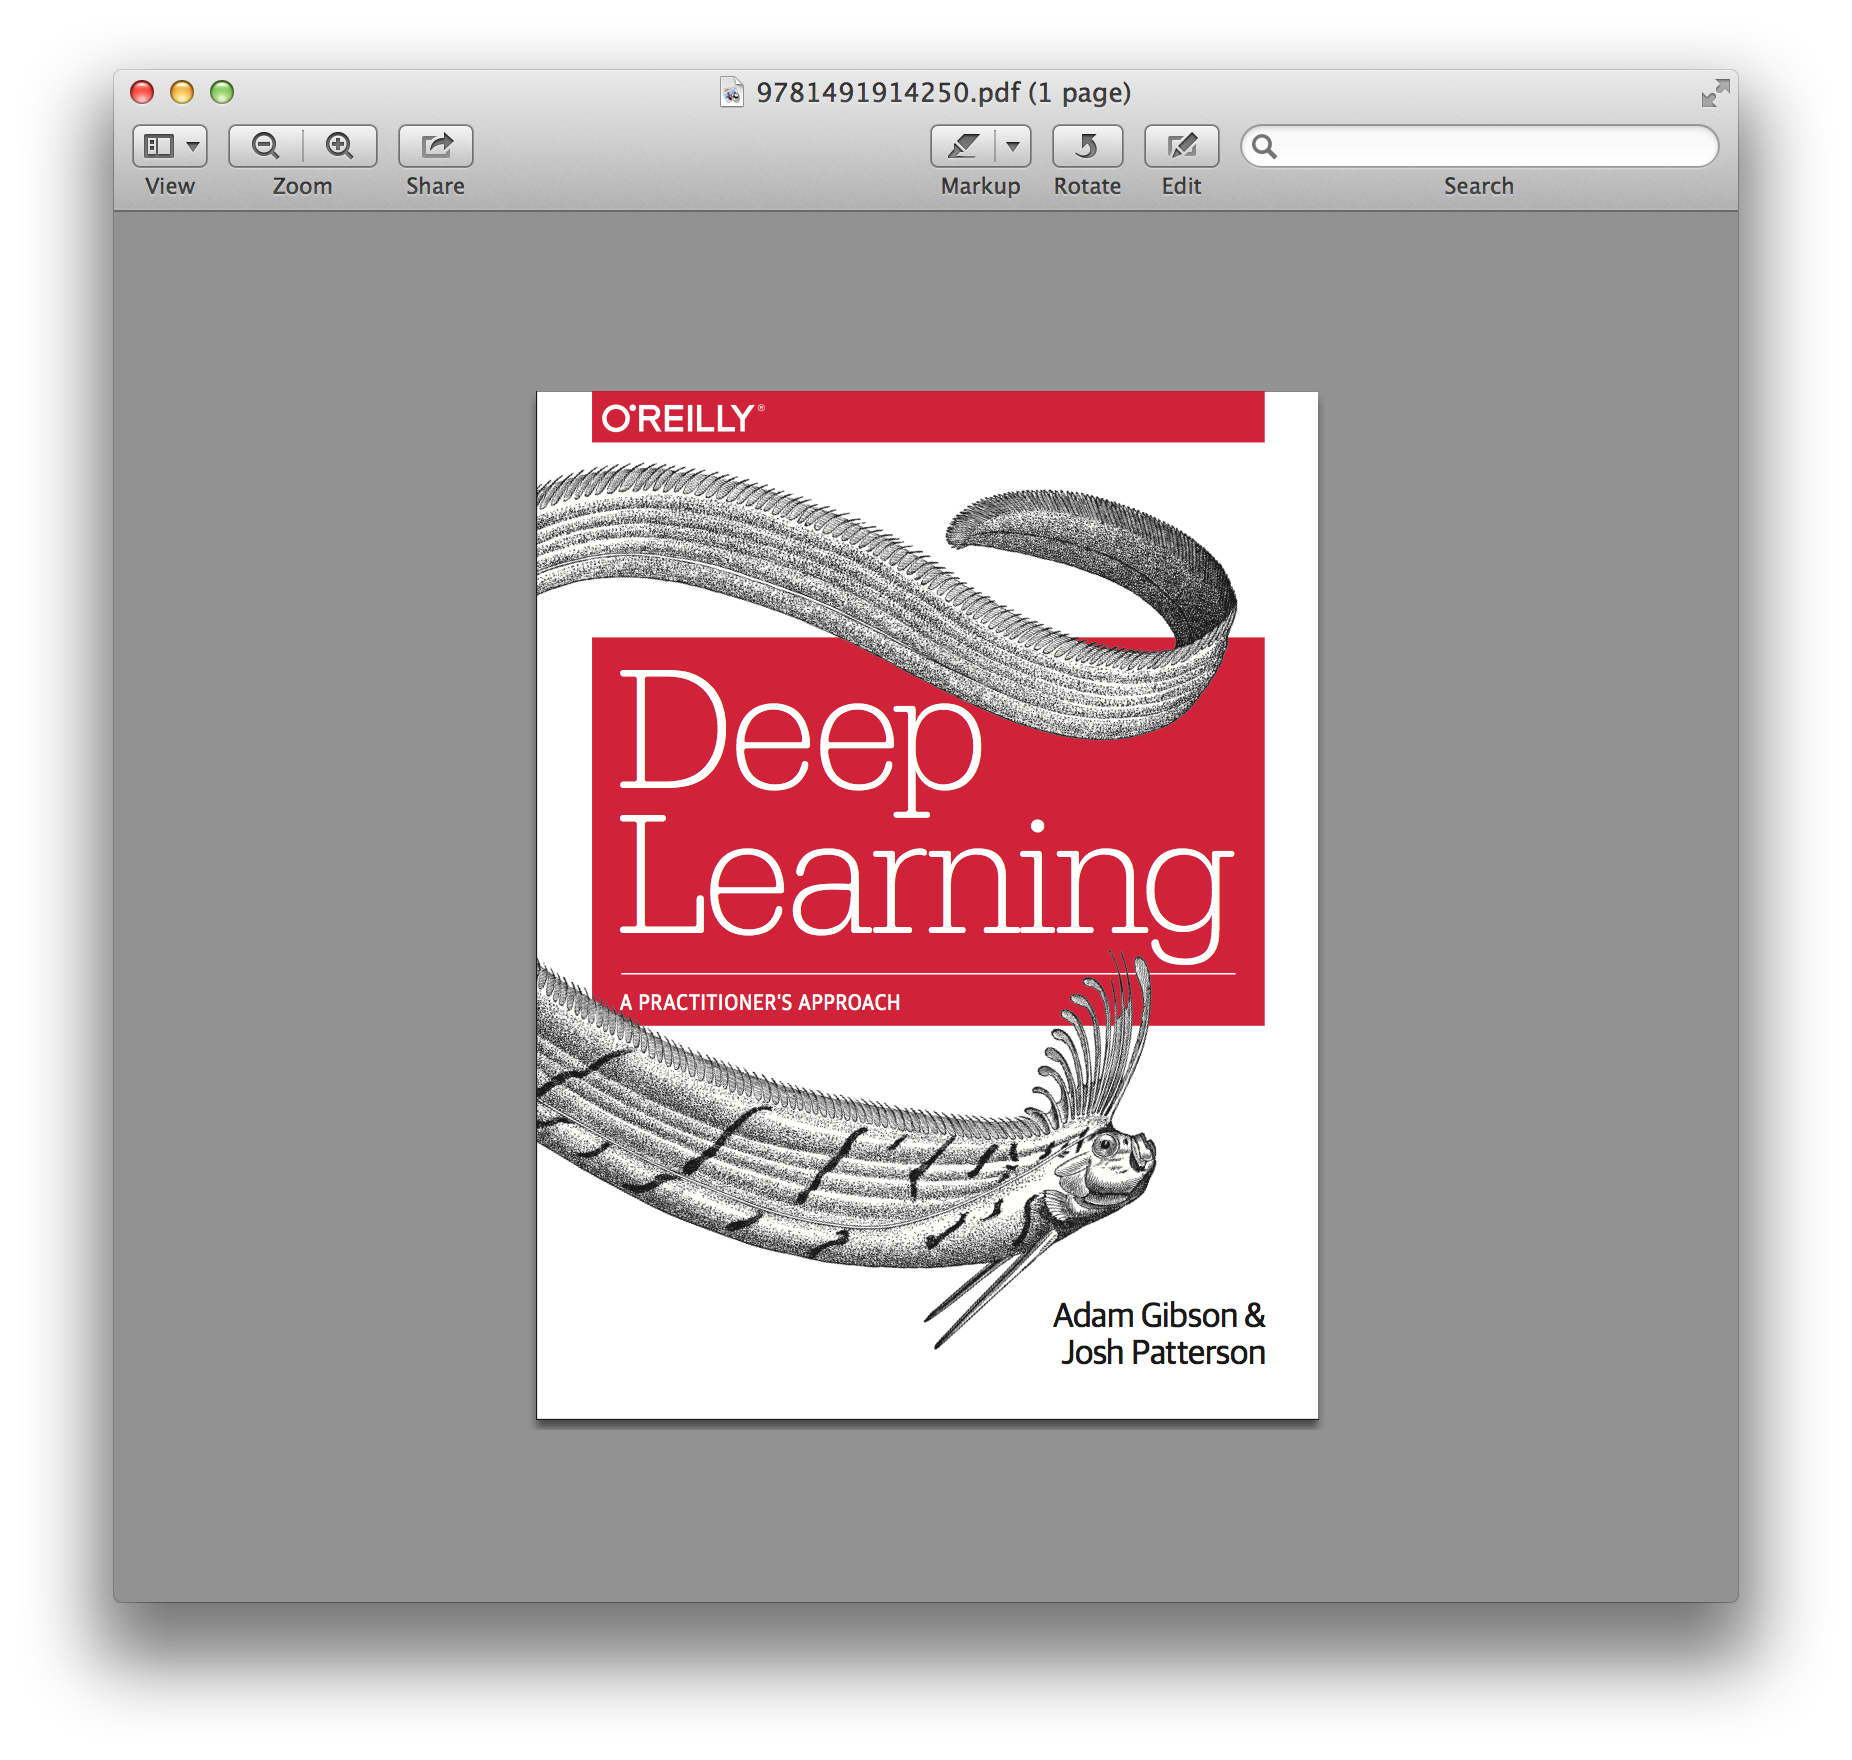 9781491914250.pdf (1 page)
View Zoom Share Markup Rotate Edit Search
O'REILLY®
Deep
Learning
A PRACTITIONER'S APPROACH
Adam Gibson &
Josh Patterson